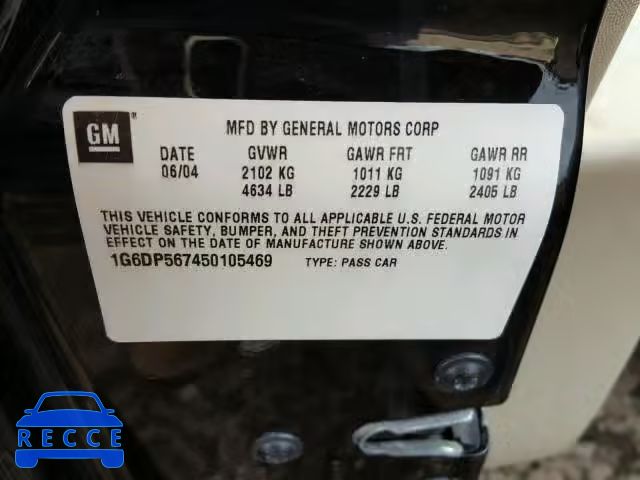 GM ®
MFD BY GENERAL MOTORS CORP
DATE GVWR GAWR FRT GAWR RR
06/04 2102 KG 1011 KG 1091 KG
4634 LB 2229 LB 2405 LB
THIS VEHICLE CONFORMS TO ALL APPLICABLE U.S. FEDERAL MOTOR
VEHICLE SAFETY, BUMPER, AND THEFT PREVENTION STANDARDS IN
EFFECT ON THE DATE OF MANUFACTURE SHOWN ABOVE.
1G6DP567450105469 TYPE: PASS CAR
RECCE